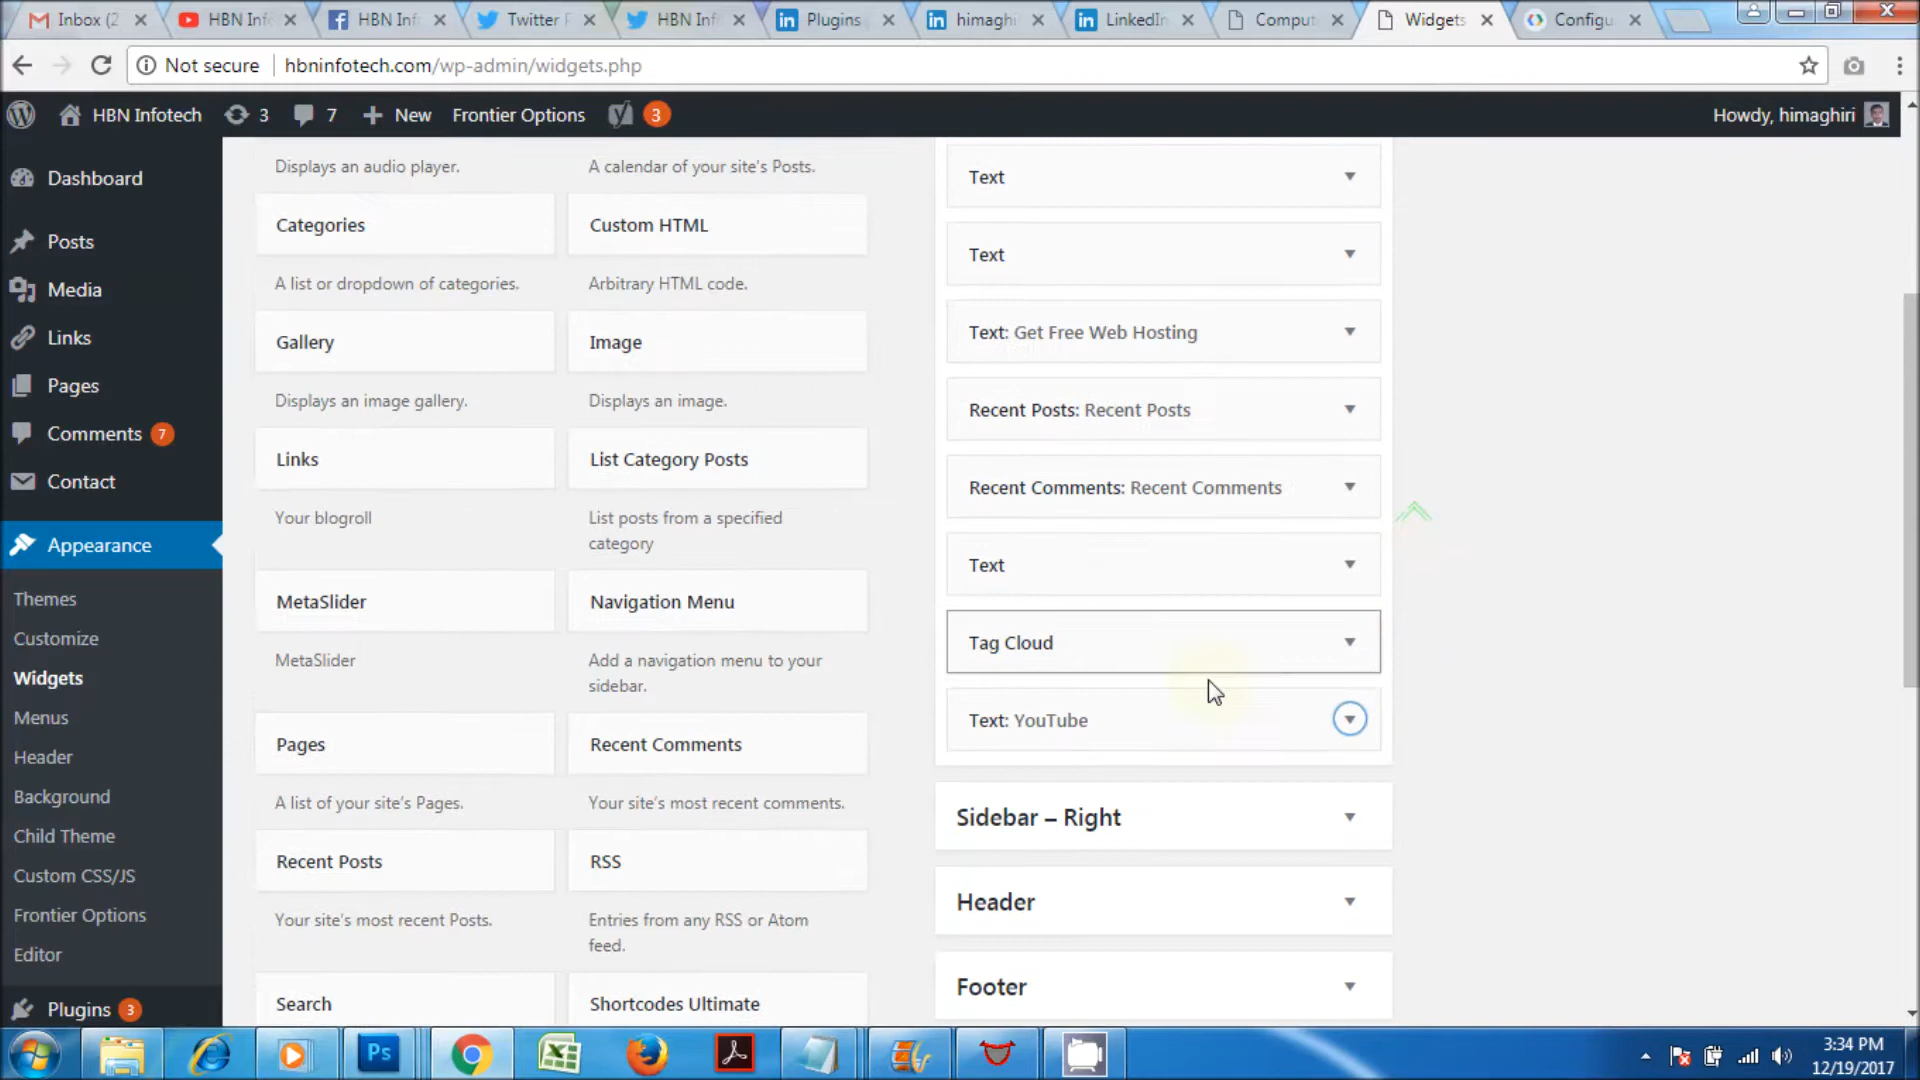 Inbox (2
HBN Inf
HBN Inf
Twitter F
HBN Inf
Plugins
himaghi
LinkedIn
Comput
Widgets
Configu
Not secure
hbninfotech.com/wp-admin/widgets.php
HBN Infotech
3
7
New
Frontier Options
3
Howdy, himaghiri
Dashboard
Posts
Media
Links
Pages
Comments 7
Contact
Appearance
Themes
Customize
Widgets
Menus
Header
Background
Child Theme
Custom CSS/JS
Frontier Options
Editor
Plugins 3
Displays an audio player.
A calendar of your site's Posts.
Categories
Custom HTML
A list or dropdown of categories.
Arbitrary HTML code.
Gallery
Image
Displays an image gallery.
Displays an image.
Links
List Category Posts
Your blogroll
List posts from a specified
category
MetaSlider
Navigation Menu
MetaSlider
Add a navigation menu to your
sidebar.
Pages
Recent Comments
A list of your site's Pages.
Your site's most recent comments.
Recent Posts
RSS
Your site's most recent Posts.
Entries from any RSS or Atom
feed.
Search
Shortcodes Ultimate
Text
Text
Text: Get Free Web Hosting
Recent Posts: Recent Posts
Recent Comments: Recent Comments
Text
Tag Cloud
Text: YouTube
Sidebar – Right
Header
Footer
Ps
3:34 PM
12/19/2017